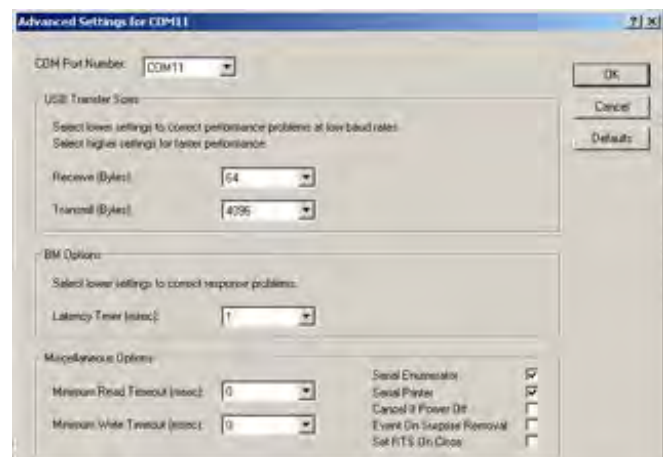 Advanced Settings for COM11
COM Port Number: COM11
OK
Cancel
Defaults
USB Transfer Sizes
Select lower settings to correct performance problems at low baud rates.
Select higher settings for faster performance.
Receive (Bytes): 64
Transmit (Bytes): 4096
BM Options
Select lower settings to correct response problems.
Latency Timer (msec): 1
Miscellaneous Options
Minimum Read Timeout (msec): 0
Minimum Write Timeout (msec): 0
Serial Enumerator
Serial Printer
Cancel If Power Off
Event On Surprise Removal
Set RTS On Close